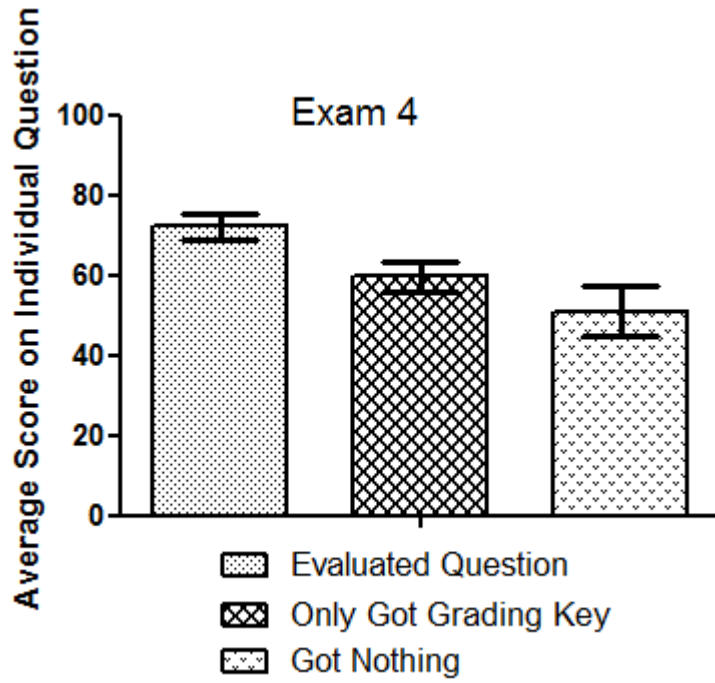 Exam 4
Average Score on Individual Question
100
80
60
40
20
0
Evaluated Question
Only Got Grading Key
Got Nothing